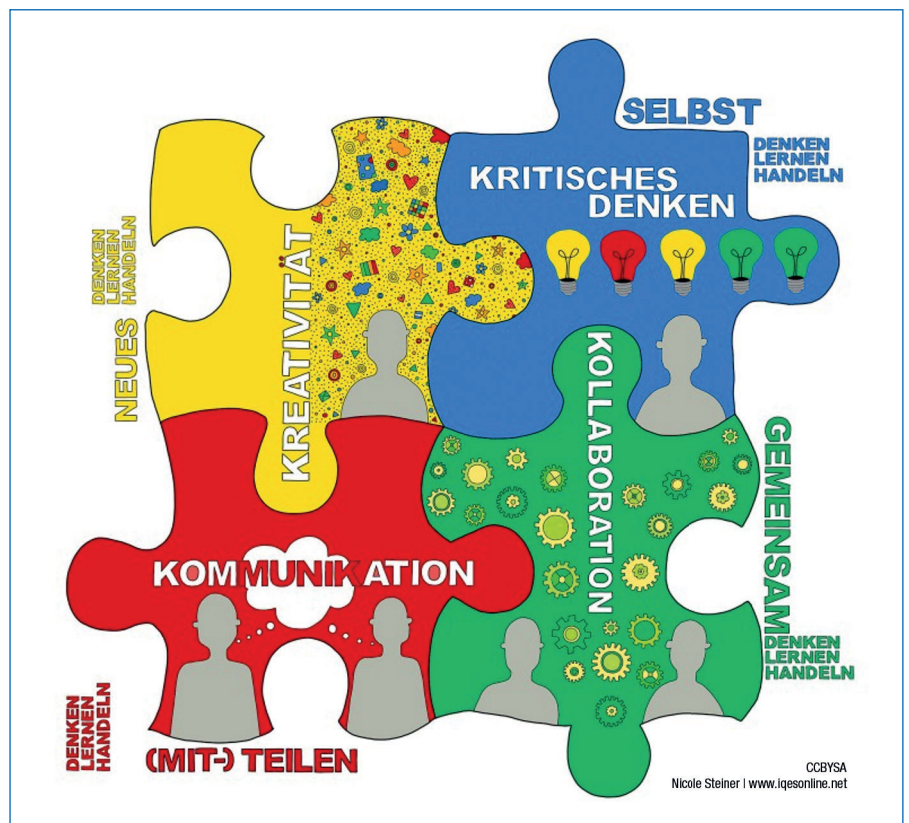 SELBST
DENKEN
LERNEN
HANDELN
KRITISCHES
DENKEN
NEUES
DENKEN
LERNEN
HANDELN
KREATIVITÄT
KOLLABORATION
GEMEINSAM
DENKEN
LERNEN
HANDELN
KOMMUNIKATION
(MIT-) TEILEN
DENKEN
LERNEN
HANDELN
CCBYSA
Nicole Steiner | www.iqesonline.net